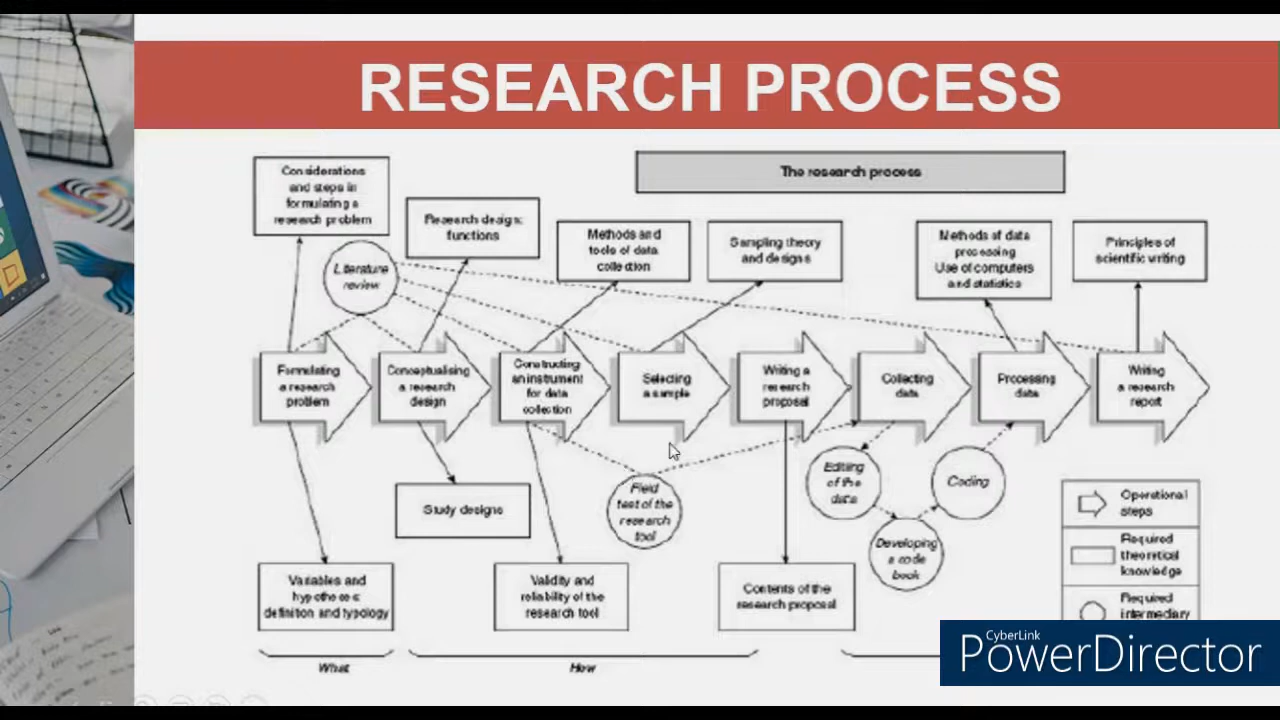 RESEARCH PROCESS
The research process
Considerations
and steps in
formulating a
research problem
Research design:
functions
Methods and
tools of data
collection
Sampling theory
and designs
Methods of data
processing
Use of computers
and statistics
Principles of
scientific writing
Literature
review
Formulating
a research
problem
Conceptualising
a research
design
Constructing
an instrument
for data
collection
Selecting
a sample
Writing a
research
proposal
Collecting
data
Processing
data
Writing
a research
report
Study designs
Field
test of the
research
tool
Editing
of the
data
Coding
Developing
a code
book
Variables and
hypotheses:
definition and typology
Validity and
reliability of the
research tool
Contents of the
research proposal
Operational
steps
Required
theoretical
knowledge
Required
intermediary
What
How
CyberLink
PowerDirector